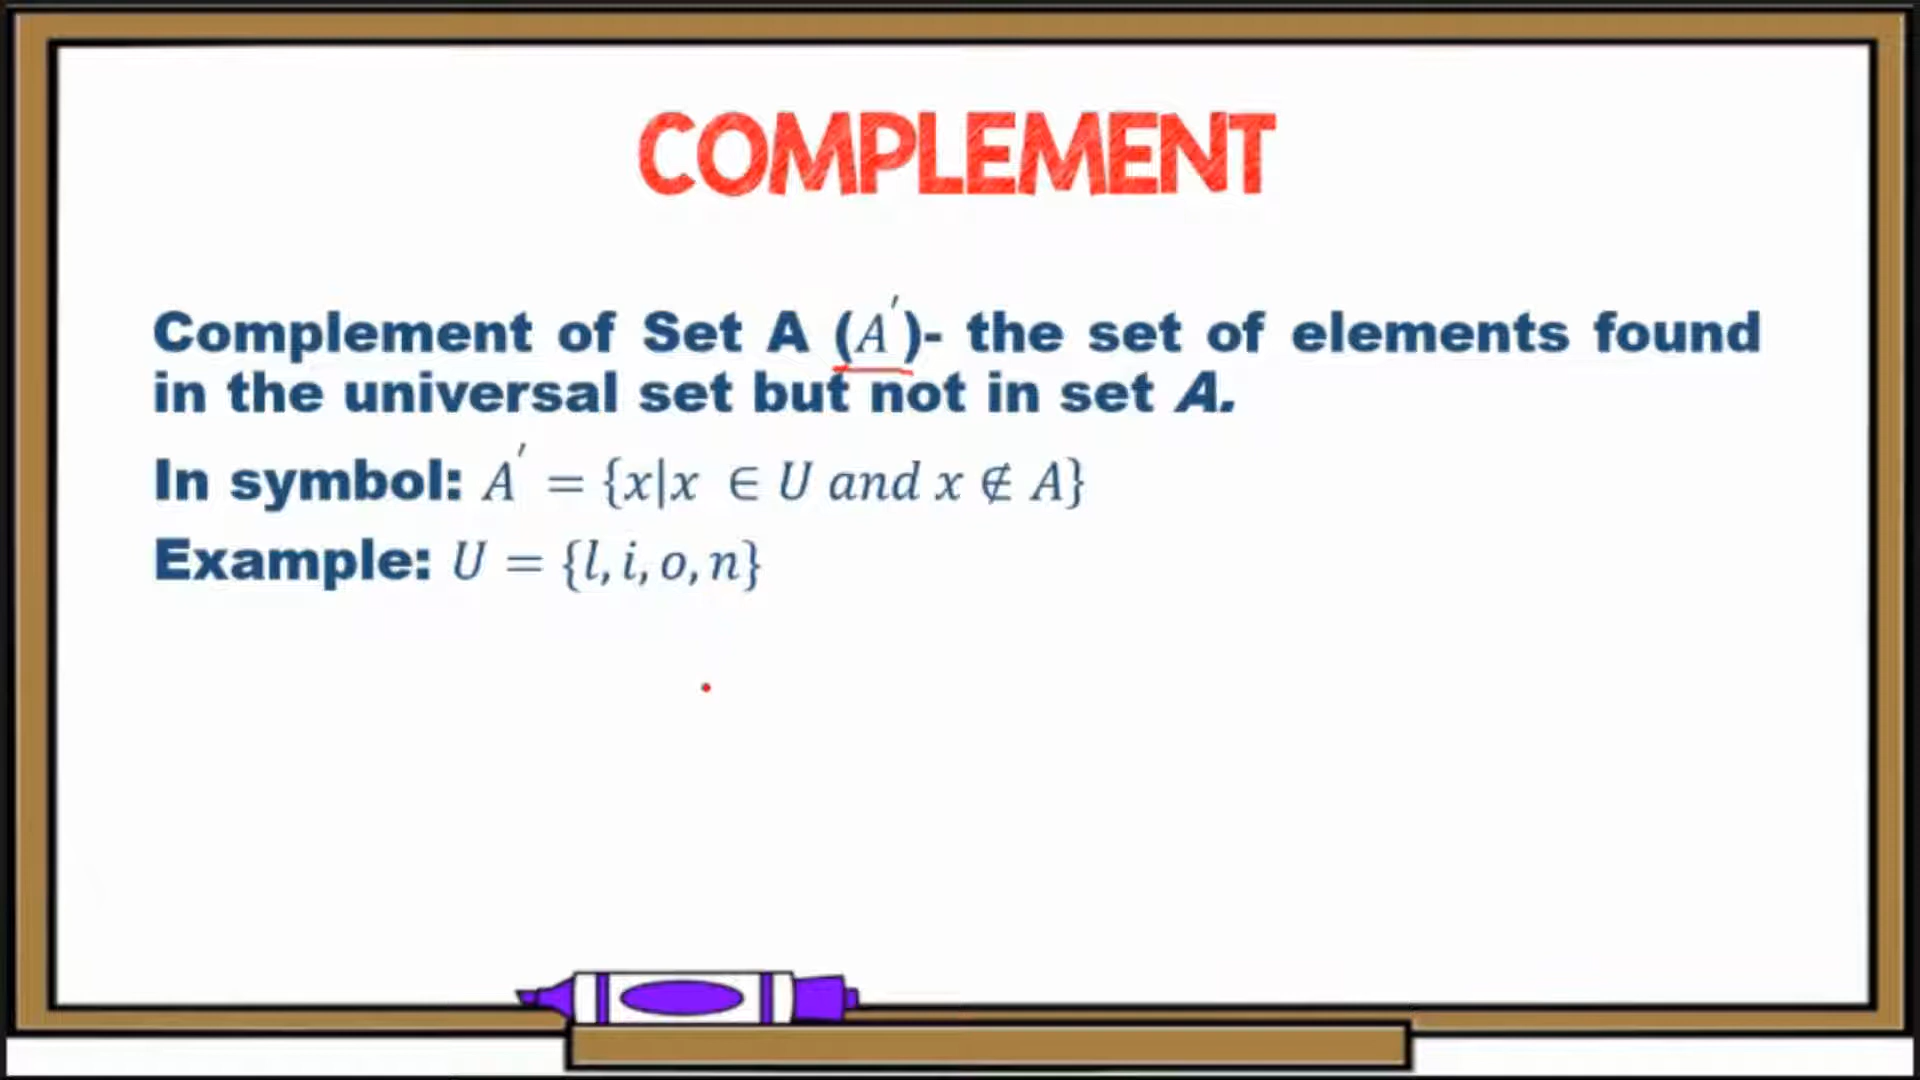 COMPLEMENT
Complement of Set A (A′)- the set of elements found
in the universal set but not in set A.
In symbol: A′ = {x|x ∈ U and x ∉ A}
Example: U = {l, i, o, n}